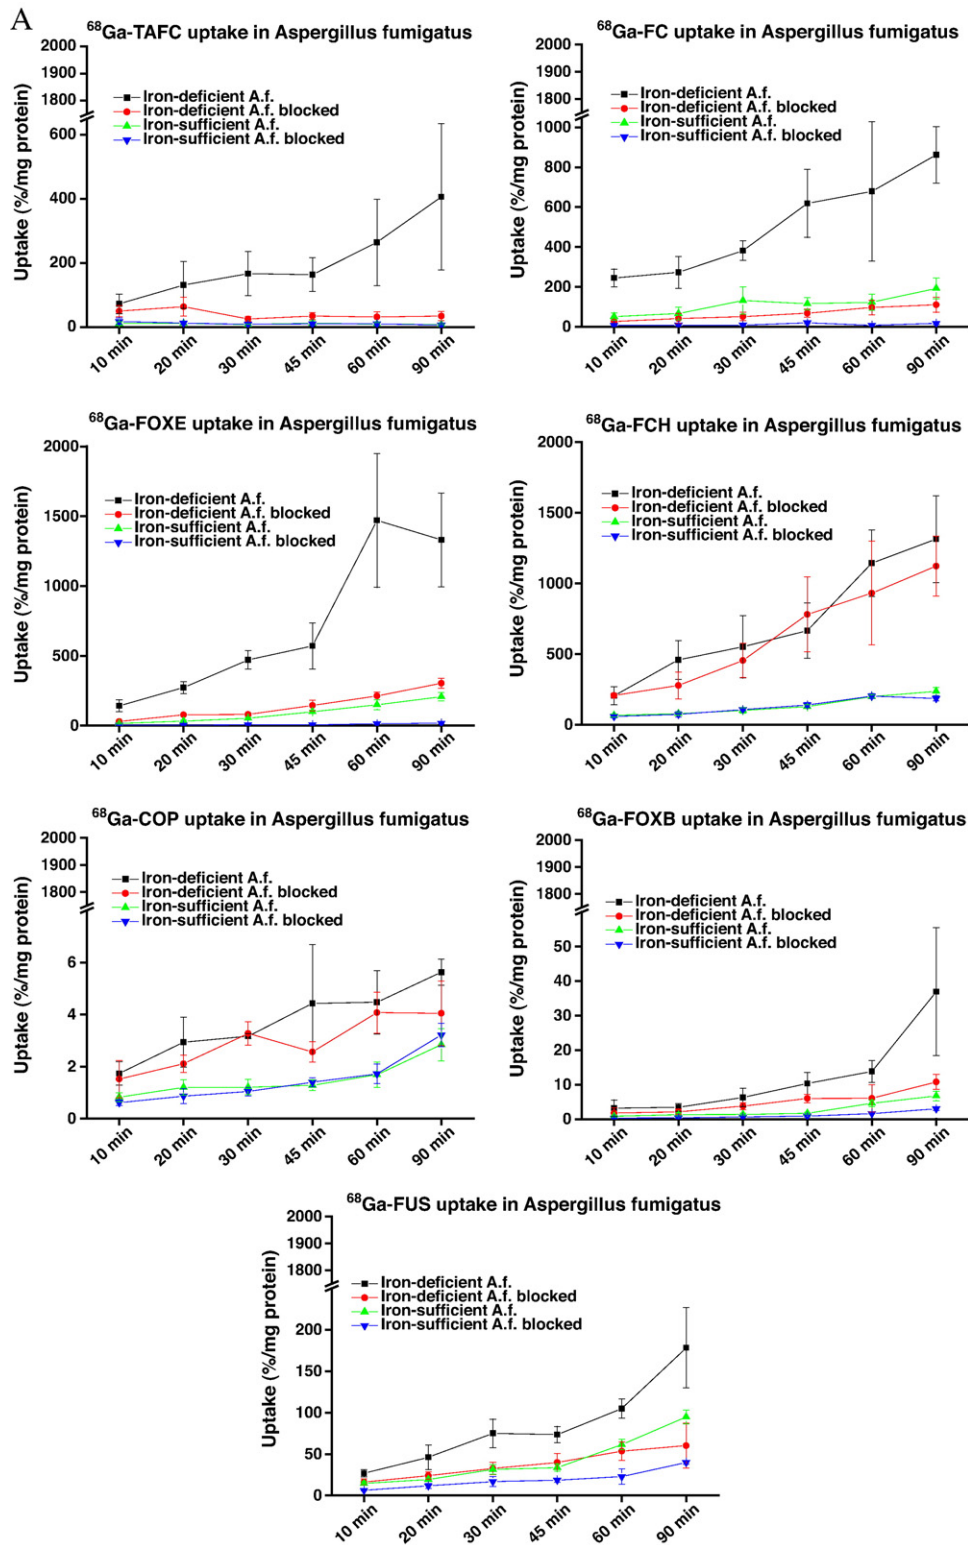 A
⁶⁸Ga-TAFC uptake in Aspergillus fumigatus
Uptake (%/mg protein)
2000
1900
1800
600
400
200
0
Iron-deficient A.f.
Iron-deficient A.f. blocked
Iron-sufficient A.f.
Iron-sufficient A.f. blocked
10 min
20 min
30 min
45 min
60 min
90 min
⁶⁸Ga-FC uptake in Aspergillus fumigatus
Uptake (%/mg protein)
2000
1900
1800
1000
800
600
400
200
0
Iron-deficient A.f.
Iron-deficient A.f. blocked
Iron-sufficient A.f.
Iron-sufficient A.f. blocked
10 min
20 min
30 min
45 min
60 min
90 min
⁶⁸Ga-FOXE uptake in Aspergillus fumigatus
Uptake (%/mg protein)
2000
1500
1000
500
0
Iron-deficient A.f.
Iron-deficient A.f. blocked
Iron-sufficient A.f.
Iron-sufficient A.f. blocked
10 min
20 min
30 min
45 min
60 min
90 min
⁶⁸Ga-FCH uptake in Aspergillus fumigatus
Uptake (%/mg protein)
2000
1500
1000
500
0
Iron-deficient A.f.
Iron-deficient A.f. blocked
Iron-sufficient A.f.
Iron-sufficient A.f. blocked
10 min
20 min
30 min
45 min
60 min
90 min
⁶⁸Ga-COP uptake in Aspergillus fumigatus
Uptake (%/mg protein)
2000
1900
1800
6
4
2
0
Iron-deficient A.f.
Iron-deficient A.f. blocked
Iron-sufficient A.f.
Iron-sufficient A.f. blocked
10 min
20 min
30 min
45 min
60 min
90 min
⁶⁸Ga-FOXB uptake in Aspergillus fumigatus
Uptake (%/mg protein)
2000
1900
1800
50
40
30
20
10
0
Iron-deficient A.f.
Iron-deficient A.f. blocked
Iron-sufficient A.f.
Iron-sufficient A.f. blocked
10 min
20 min
30 min
45 min
60 min
90 min
⁶⁸Ga-FUS uptake in Aspergillus fumigatus
Uptake (%/mg protein)
2000
1900
1800
200
150
100
50
0
Iron-deficient A.f.
Iron-deficient A.f. blocked
Iron-sufficient A.f.
Iron-sufficient A.f. blocked
10 min
20 min
30 min
45 min
60 min
90 min